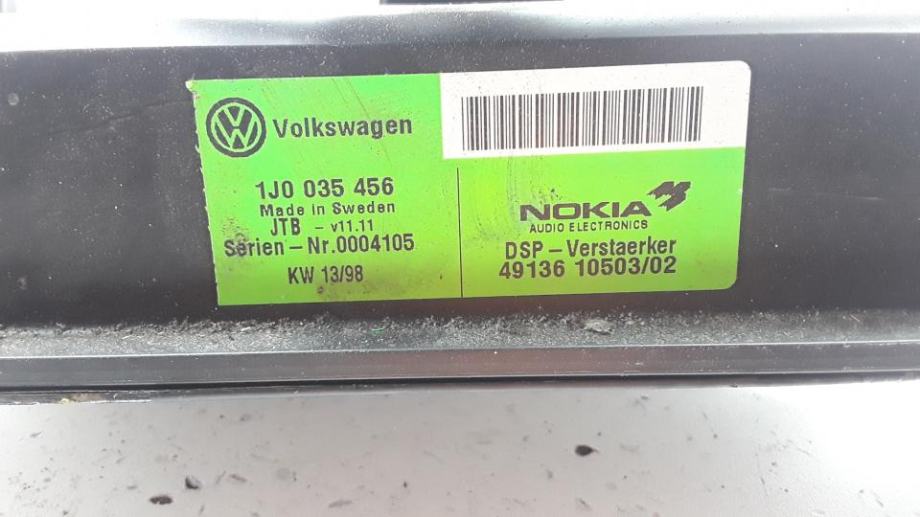 Volkswagen
1J0 035 456
Made in Sweden
JTB - v11.11
Serien-Nr.0004105
KW 13/98
NOKIA
AUDIO ELECTRONICS
DSP-Verstaerker
49136 10503/02